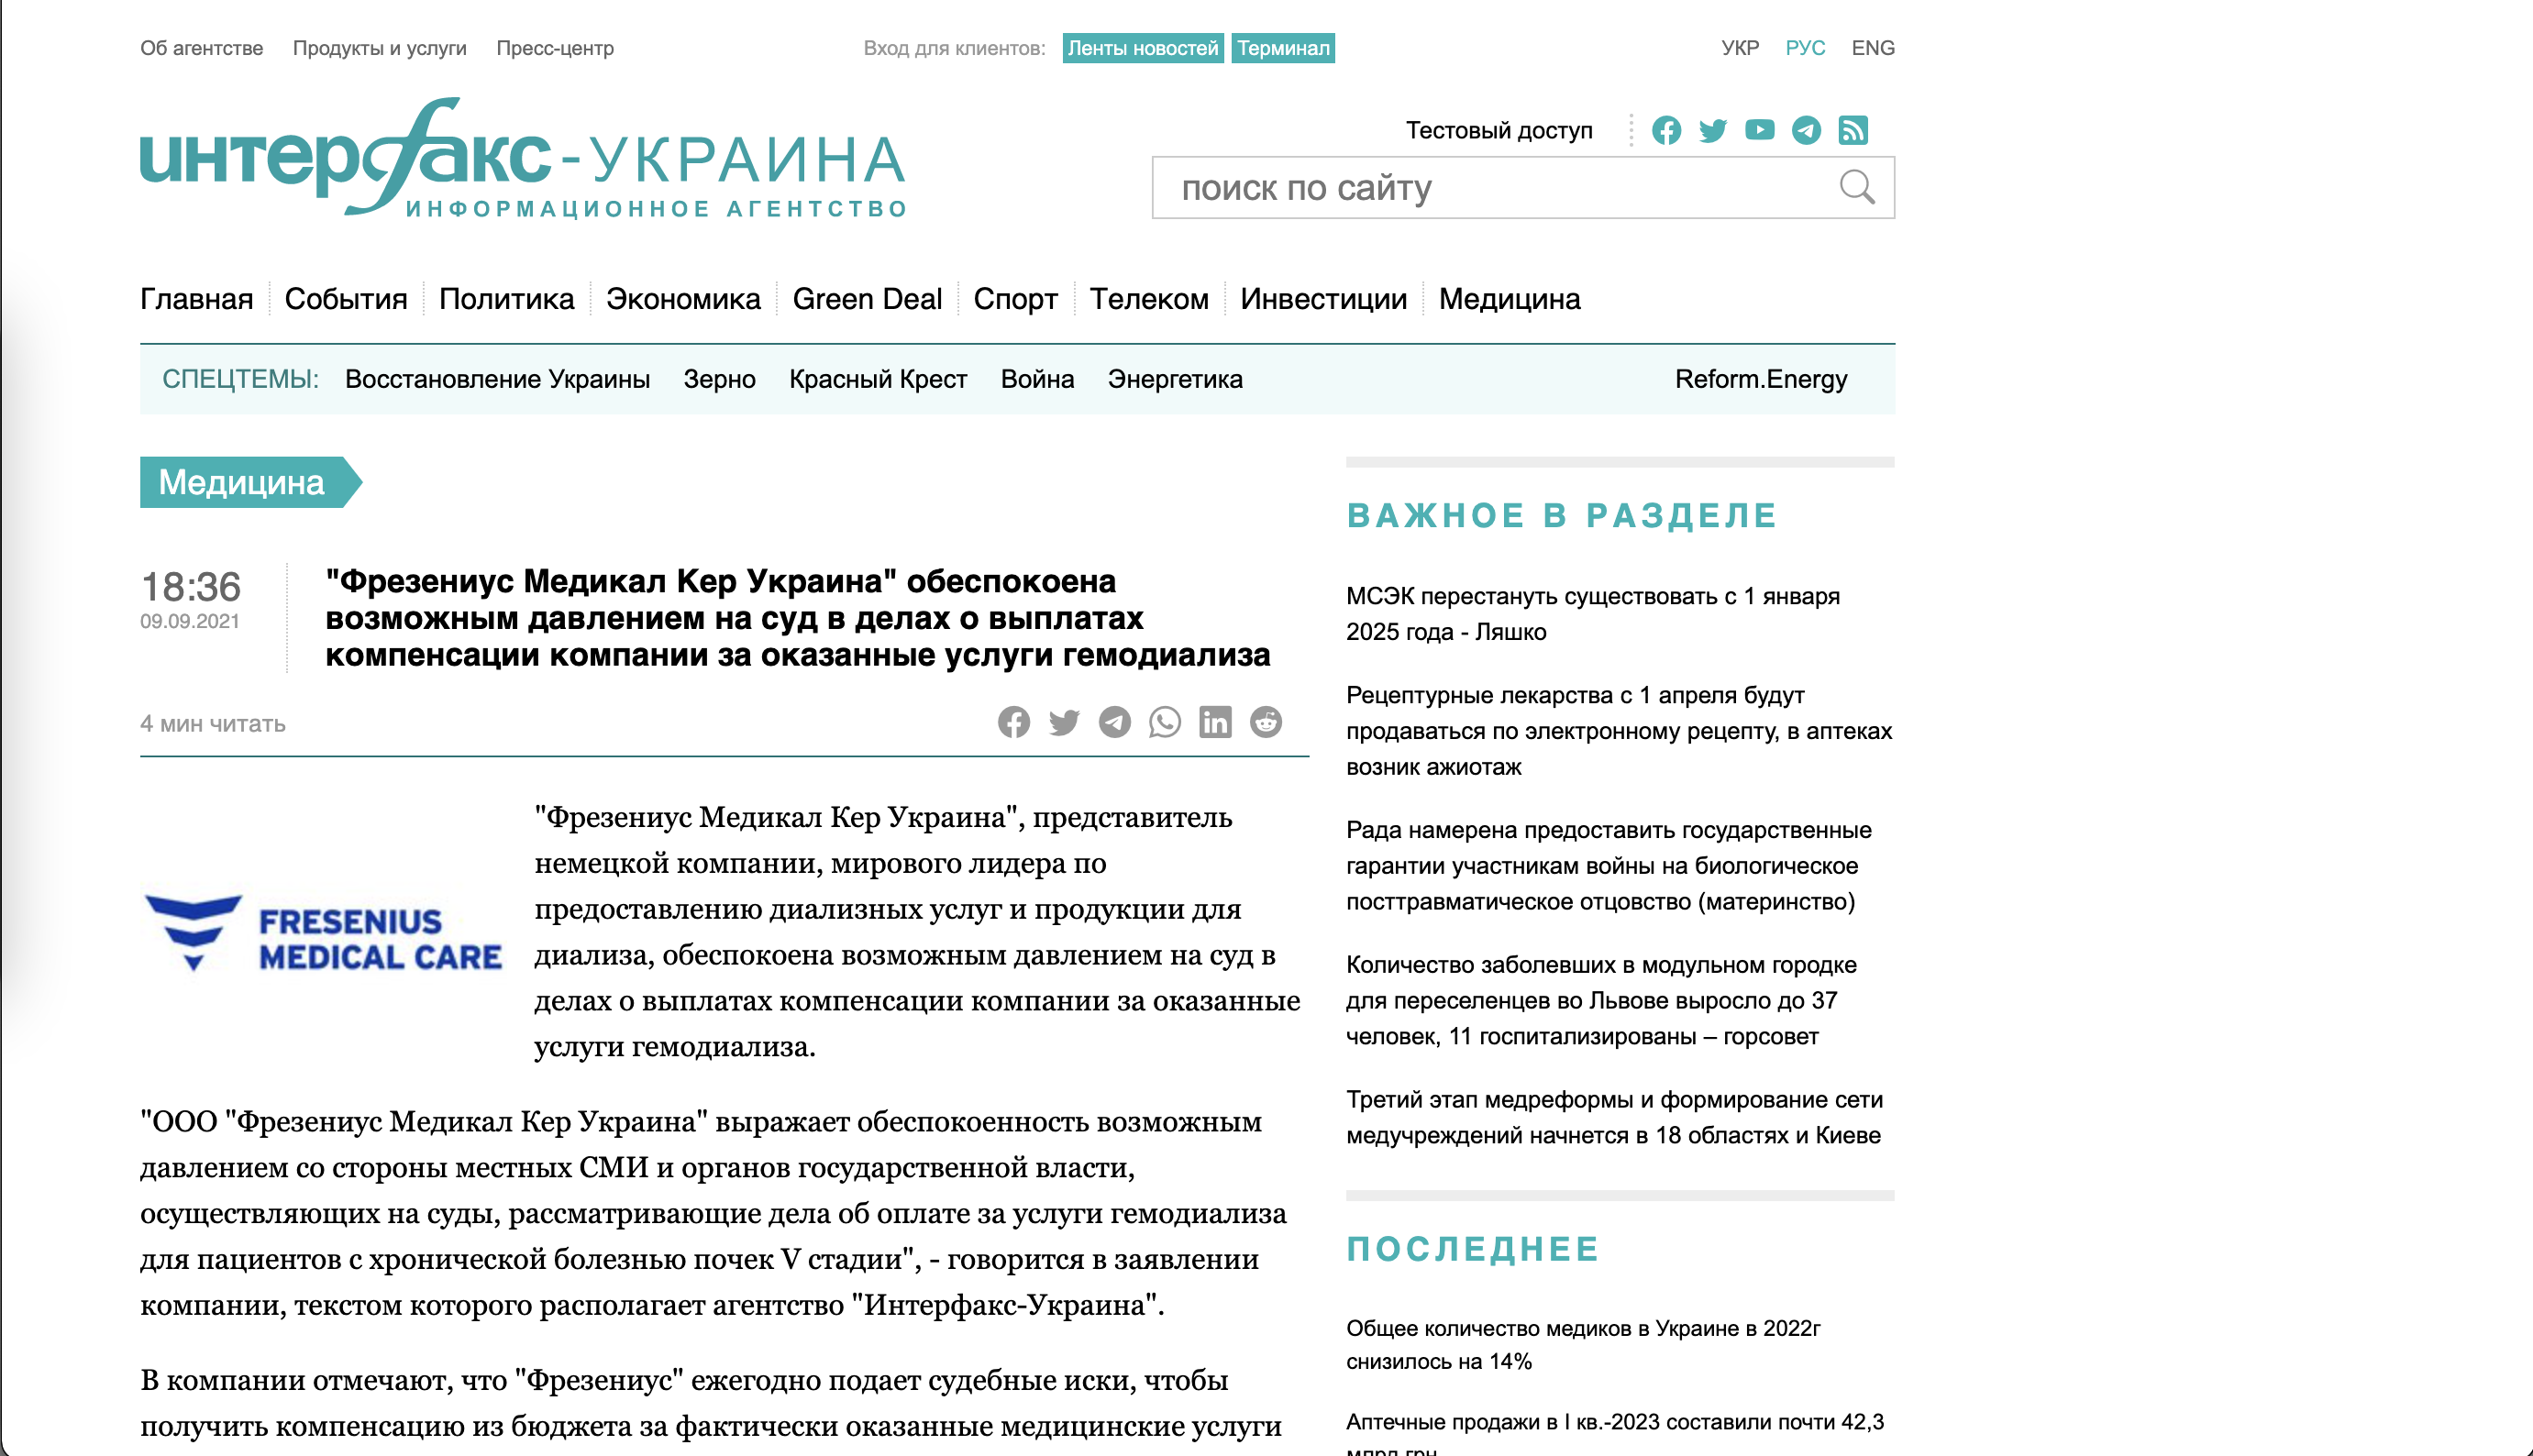 Об агентстве Продукты и услуги Пресс-центр Вход для клиентов: Ленты новостей Терминал УКР РУС ENG
интерфакс-УКРАИНА
ИНФОРМАЦИОННОЕ АГЕНТСТВО
Тестовый доступ
поиск по сайту
Главная События Политика Экономика Green Deal Спорт Телеком Инвестиции Медицина
СПЕЦТЕМЫ: Восстановление Украины Зерно Красный Крест Война Энергетика Reform.Energy
Медицина
18:36
09.09.2021
"Фрезениус Медикал Кер Украина" обеспокоена
возможным давлением на суд в делах о выплатах
компенсации компании за оказанные услуги гемодиализа
4 мин читать
FRESENIUS
MEDICAL CARE
"Фрезениус Медикал Кер Украина", представитель
немецкой компании, мирового лидера по
предоставлению диализных услуг и продукции для
диализа, обеспокоена возможным давлением на суд в
делах о выплатах компенсации компании за оказанные
услуги гемодиализа.
"ООО "Фрезениус Медикал Кер Украина" выражает обеспокоенность возможным
давлением со стороны местных СМИ и органов государственной власти,
осуществляющих на суды, рассматривающие дела об оплате за услуги гемодиализа
для пациентов с хронической болезнью почек V стадии", - говорится в заявлении
компании, текстом которого располагает агентство "Интерфакс-Украина".
В компании отмечают, что "Фрезениус" ежегодно подает судебные иски, чтобы
получить компенсацию из бюджета за фактически оказанные медицинские услуги
ВАЖНОЕ В РАЗДЕЛЕ
МСЭК перестануть существовать с 1 января
2025 года - Ляшко
Рецептурные лекарства с 1 апреля будут
продаваться по электронному рецепту, в аптеках
возник ажиотаж
Рада намерена предоставить государственные
гарантии участникам войны на биологическое
посттравматическое отцовство (материнство)
Количество заболевших в модульном городке
для переселенцев во Львове выросло до 37
человек, 11 госпитализированы – горсовет
Третий этап медреформы и формирование сети
медучреждений начнется в 18 областях и Киеве
ПОСЛЕДНЕЕ
Общее количество медиков в Украине в 2022г
снизилось на 14%
Аптечные продажи в I кв.-2023 составили почти 42,3
млрд грн